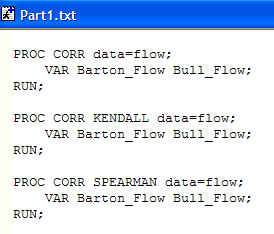 Part1.txt
PROC CORR data=flow;
VAR Barton_Flow Bull_Flow;
RUN;
PROC CORR KENDALL data=flow;
VAR Barton_Flow Bull_Flow;
RUN;
PROC CORR SPEARMAN data=flow;
VAR Barton_Flow Bull_Flow;
RUN;